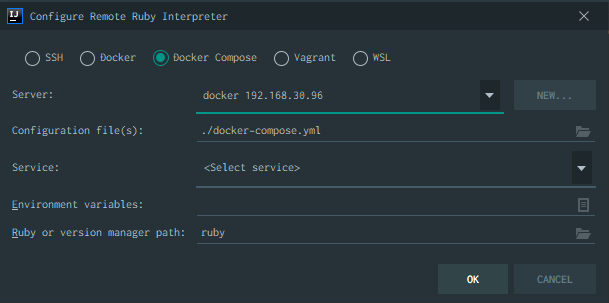 IJ Configure Remote Ruby Interpreter
SSH Docker Docker Compose Vagrant WSL
Server: docker 192.168.30.96 NEW...
Configuration file(s): ./docker-compose.yml
Service: <Select service>
Environment variables:
Ruby or version manager path: ruby
OK CANCEL